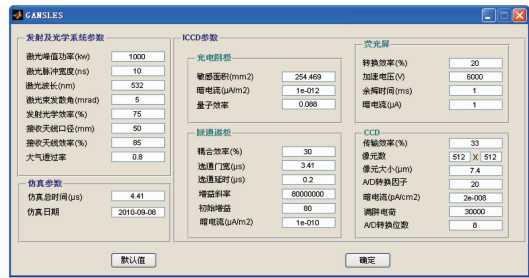 GANSLES
发射及光学系统参数
激光峰值功率(kw) 1000
激光脉冲宽度(ns) 10
激光波长(nm) 532
激光束发散角(mrad) 5
发射光学效率(%) 75
接收天线口径(mm) 50
接收天线效率(%) 85
大气透过率 0.8
仿真参数
仿真总时间(μs) 4.41
仿真日期 2010-09-08
ICCD参数
光电阴极
敏感面积(mm2) 254.469
暗电流(μA/m2) 1e-012
量子效率 0.088
微通道板
耦合效率(%) 30
选通门宽(μs) 3.41
选通延时(μs) 0.2
增益斜率 80000000
初始增益 80
暗电流(μA/m2) 1e-010
荧光屏
转换效率(%) 20
加速电压(V) 6000
余辉时间(ms) 1
暗电流(μA) 1
CCD
传输效率(%) 33
像元数 512 X 512
像元大小(μm) 7.4
A/D转换因子 20
暗电流(pA/cm2) 2e-008
满阱电荷 30000
A/D转换位数 8
默认值
确定